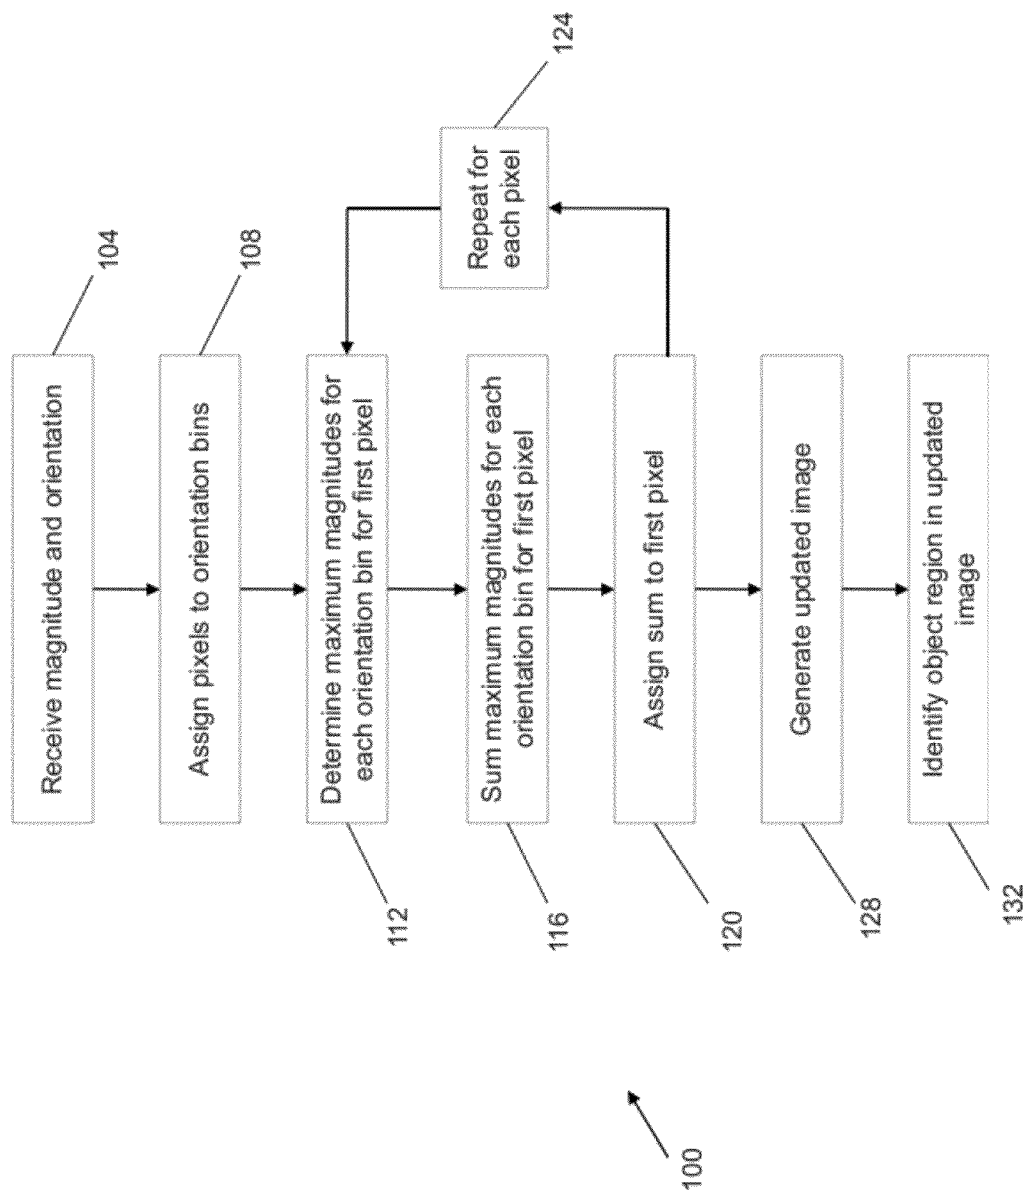 Receive magnitude and orientation
104
Assign pixels to orientation bins
108
Determine maximum magnitudes for
each orientation bin for first pixel
112
Repeat for
each pixel
124
Sum maximum magnitudes for each
orientation bin for first pixel
116
Assign sum to first pixel
120
Generate updated image
128
Identify object region in updated
image
132
100